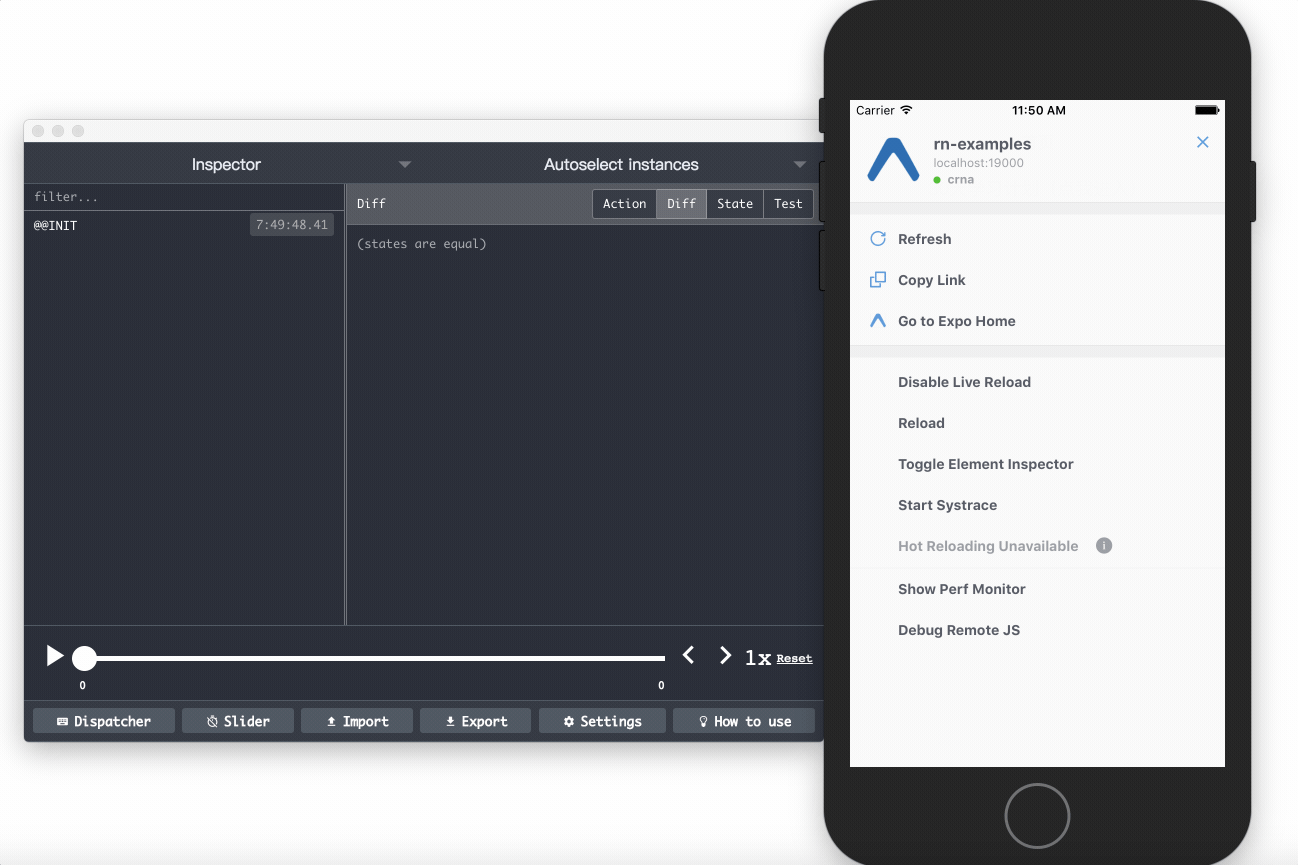 Inspector
Autoselect instances
filter...
@@INIT
7:49:48.41
Diff
Action
Diff
State
Test
(states are equal)
0
0
1x
Reset
Dispatcher
Slider
Import
Export
Settings
How to use
Carrier
11:50 AM
rn-examples
localhost:19000
crna
Refresh
Copy Link
Go to Expo Home
Disable Live Reload
Reload
Toggle Element Inspector
Start Systrace
Hot Reloading Unavailable
Show Perf Monitor
Debug Remote JS